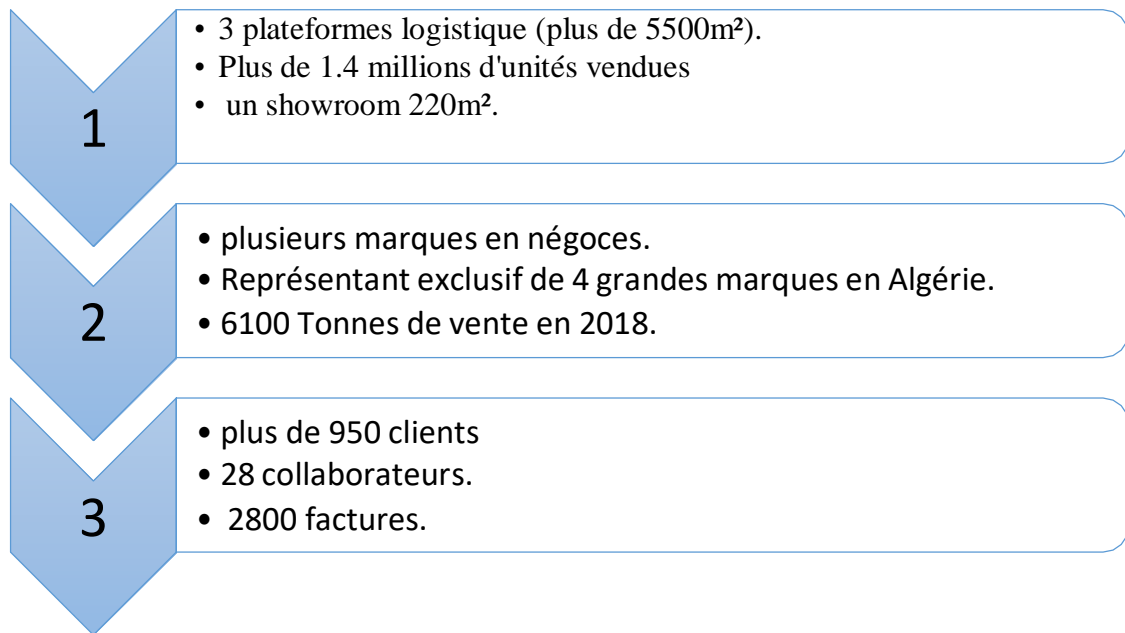 1
• 3 plateformes logistique (plus de 5500m²).
• Plus de 1.4 millions d'unités vendues
• un showroom 220m².
2
• plusieurs marques en négoces.
• Représentant exclusif de 4 grandes marques en Algérie.
• 6100 Tonnes de vente en 2018.
3
• plus de 950 clients
• 28 collaborateurs.
• 2800 factures.